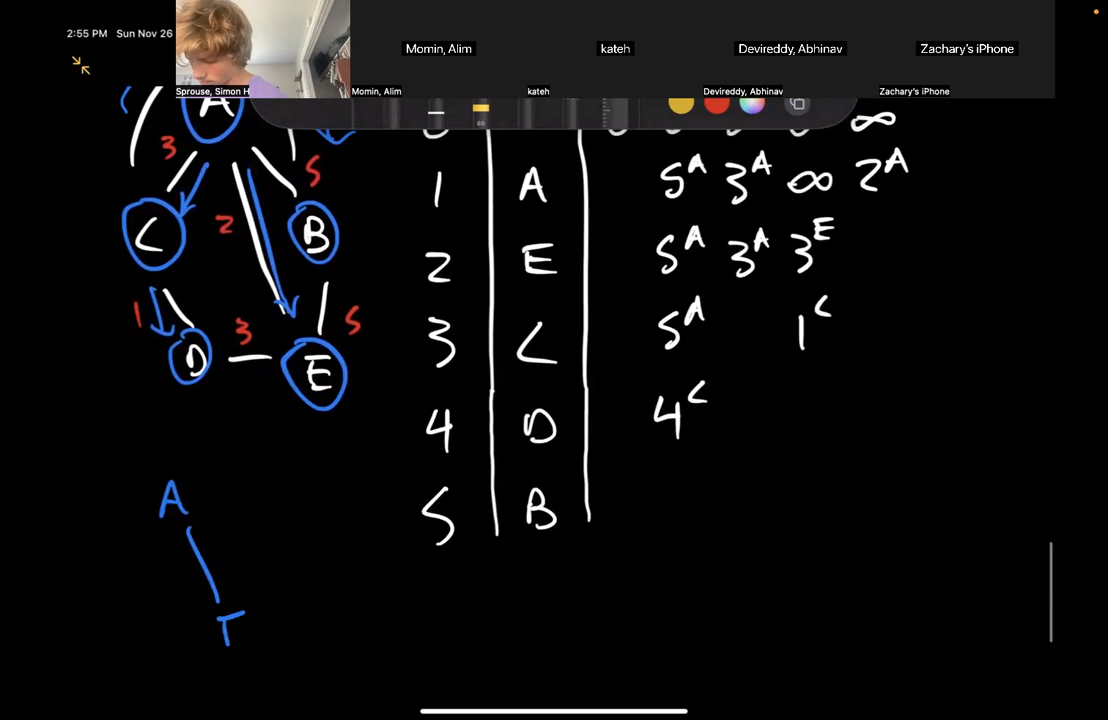 2:55 PM Sun Nov 26
Momin, Alim
kateh
Devireddy, Abhinav
Zachary's iPhone
Sprouse, Simon H
Momin, Alim
kateh
Devireddy, Abhinav
Zachary's iPhone
80
A
∞
3
5
1 A 5^A 3^A ∞ 2^A
C
2
B
2 E 5^A 3^A 3^E
1
3
5
3 C 5^A 1^C
D
E
4 D 4^C
5 B
A